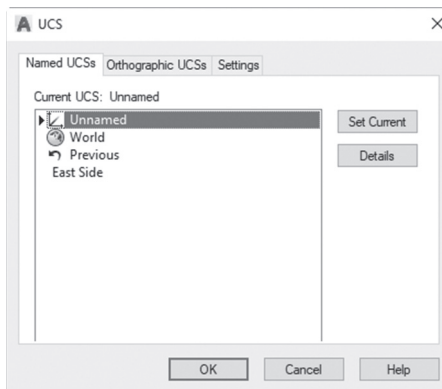 UCS
Named UCSs Orthographic UCSs Settings
Current UCS: Unnamed
Unnamed
World
Previous
East Side
Set Current
Details
OK Cancel Help